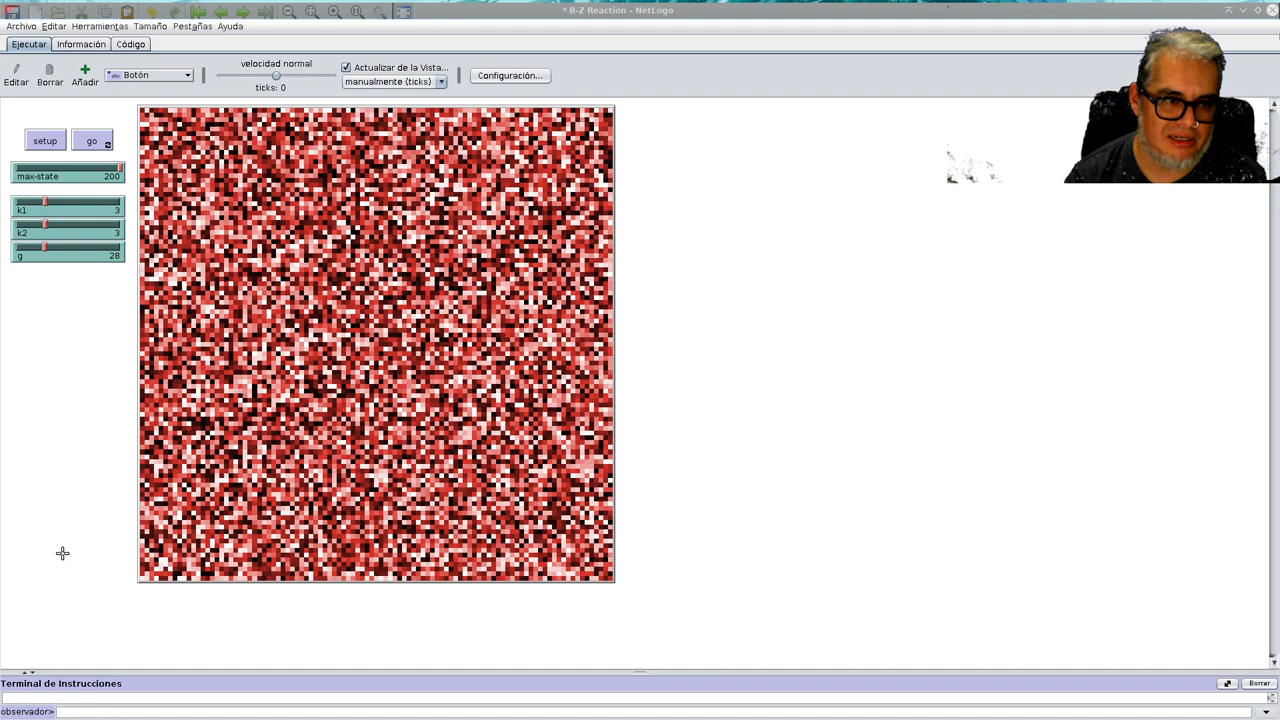 * B-Z Reaction - NetLogo
Archivo Editar Herramientas Tamaño Pestañas Ayuda
Ejecutar Información Código
Editar Borrar Añadir abc Botón
velocidad normal
ticks: 0
Actualizar de la Vista...
manualmente (ticks)
Configuración...
setup go
max-state 200
k1 3
k2 3
g 28
Terminal de Instrucciones
Borrar
observador>